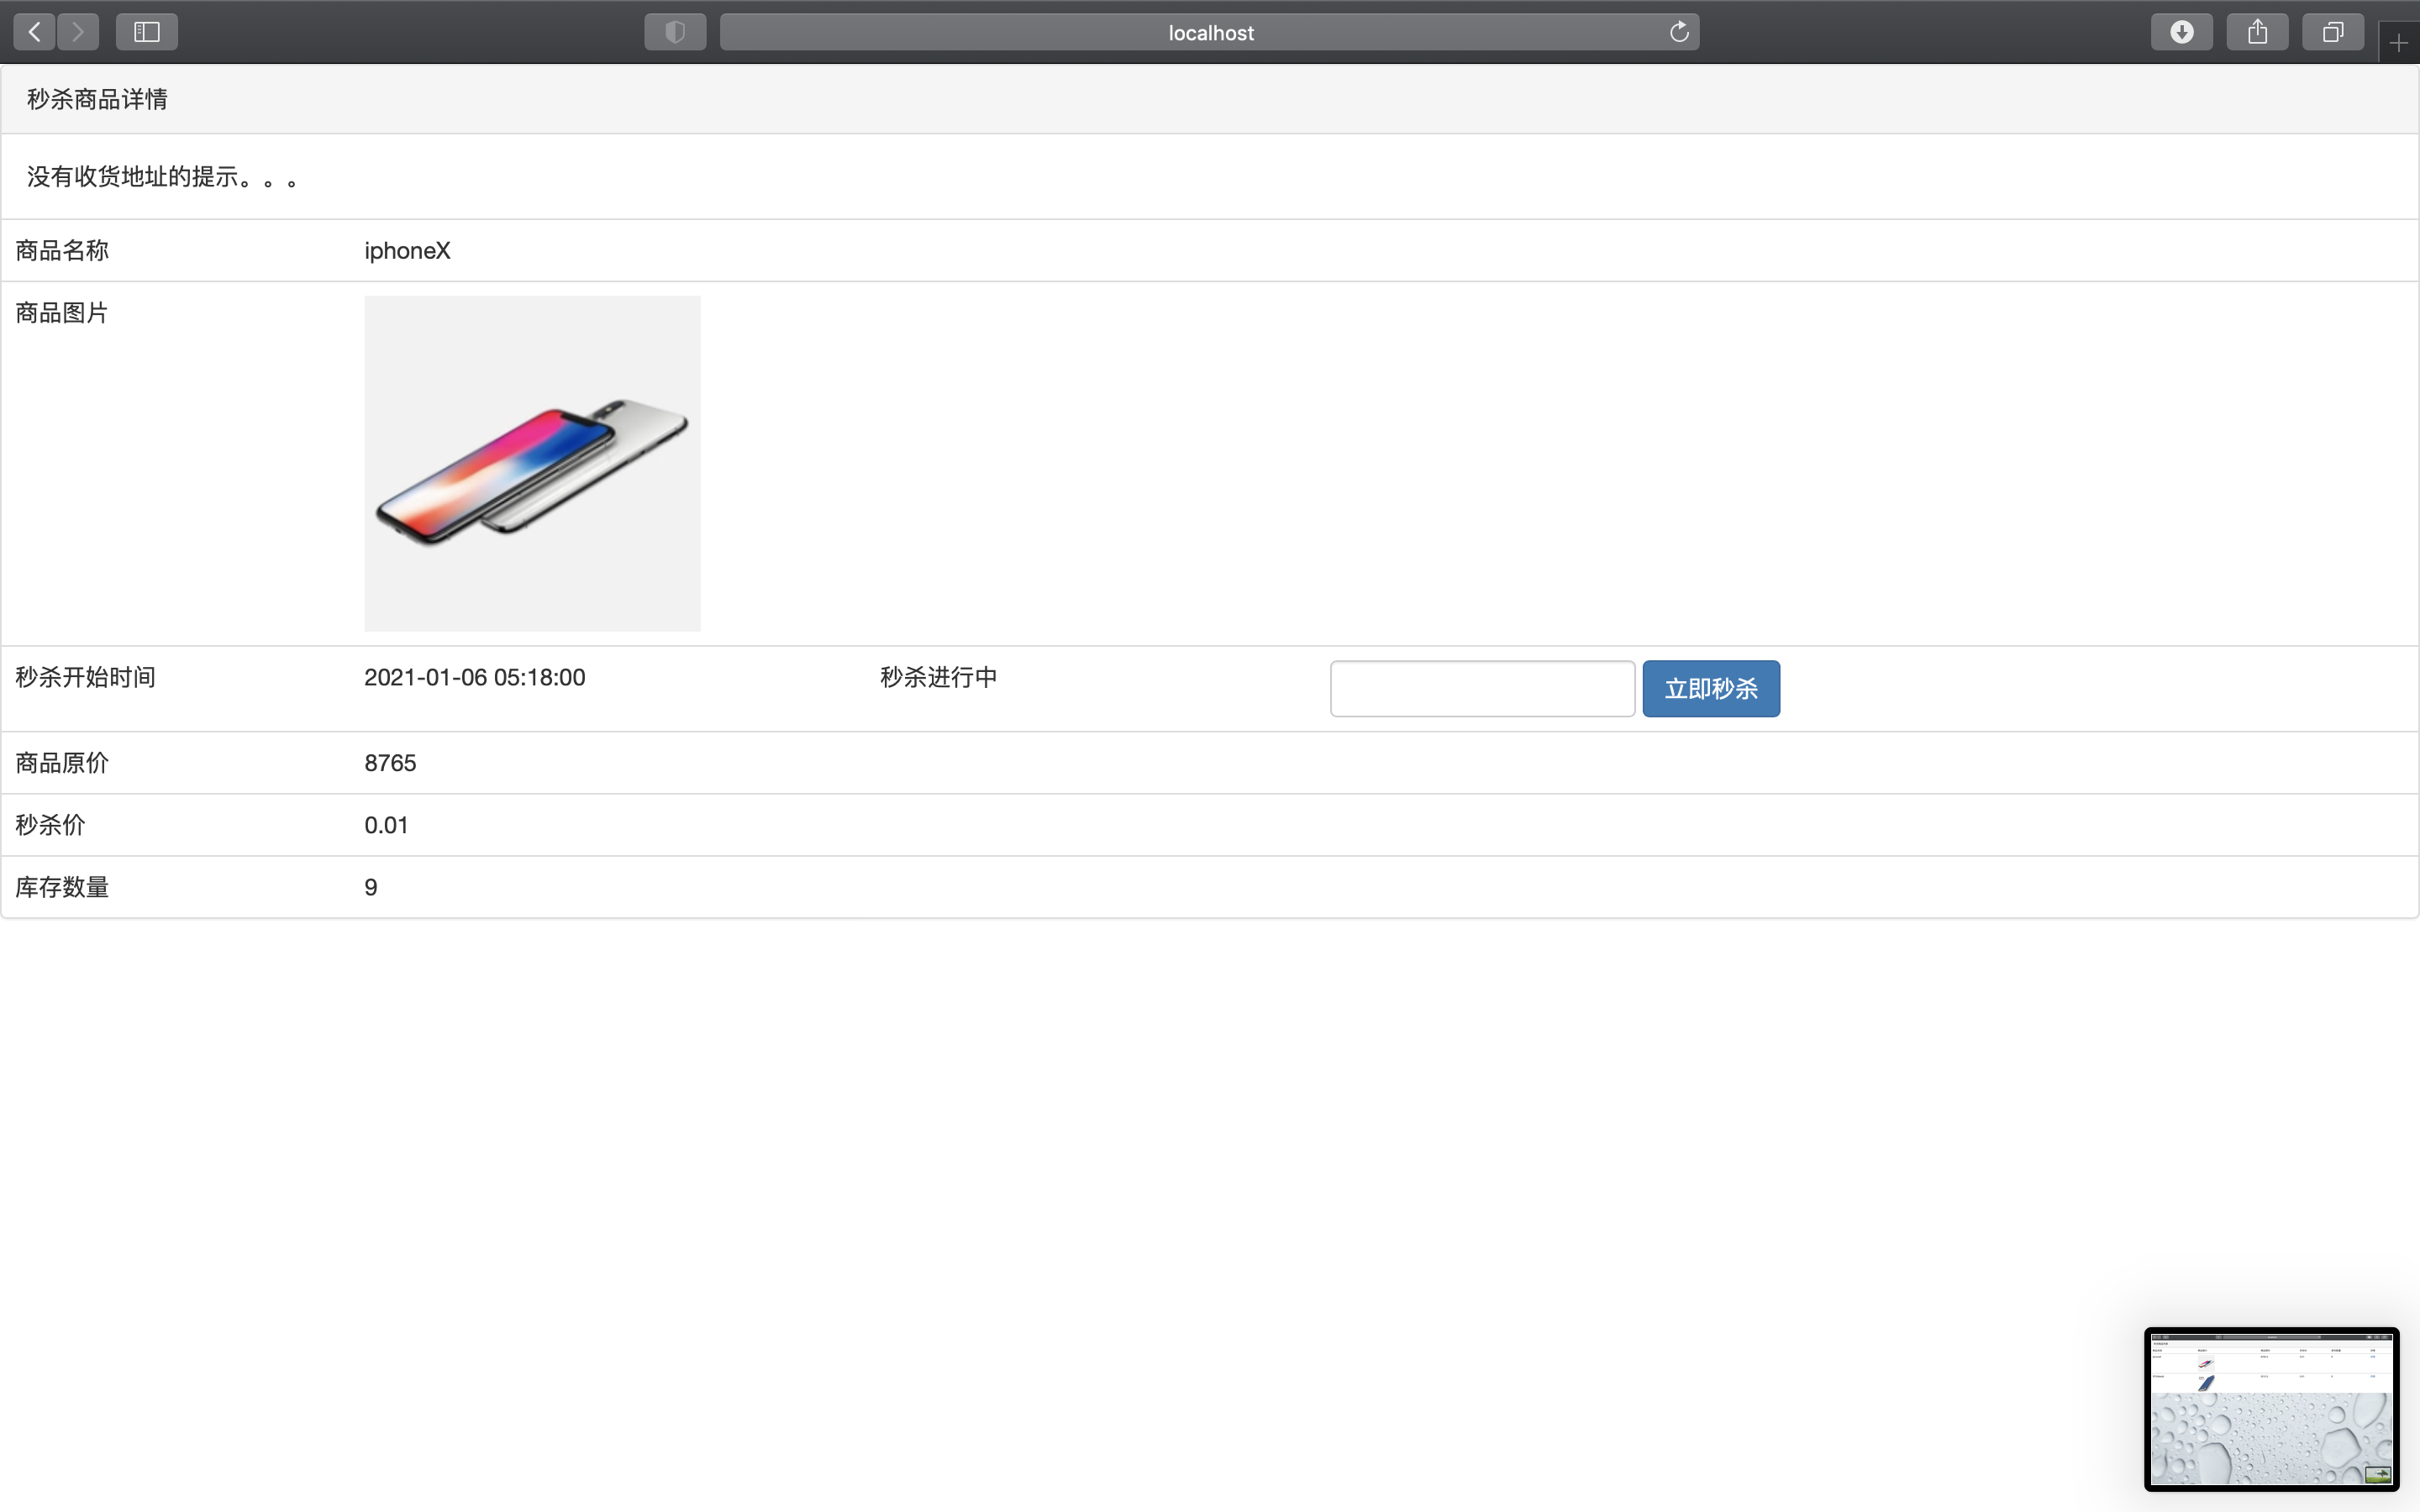 localhost
秒杀商品详情
没有收货地址的提示。。。
商品名称 iphoneX
商品图片
秒杀开始时间 2021-01-06 05:18:00 秒杀进行中 立即秒杀
商品原价 8765
秒杀价 0.01
库存数量 9